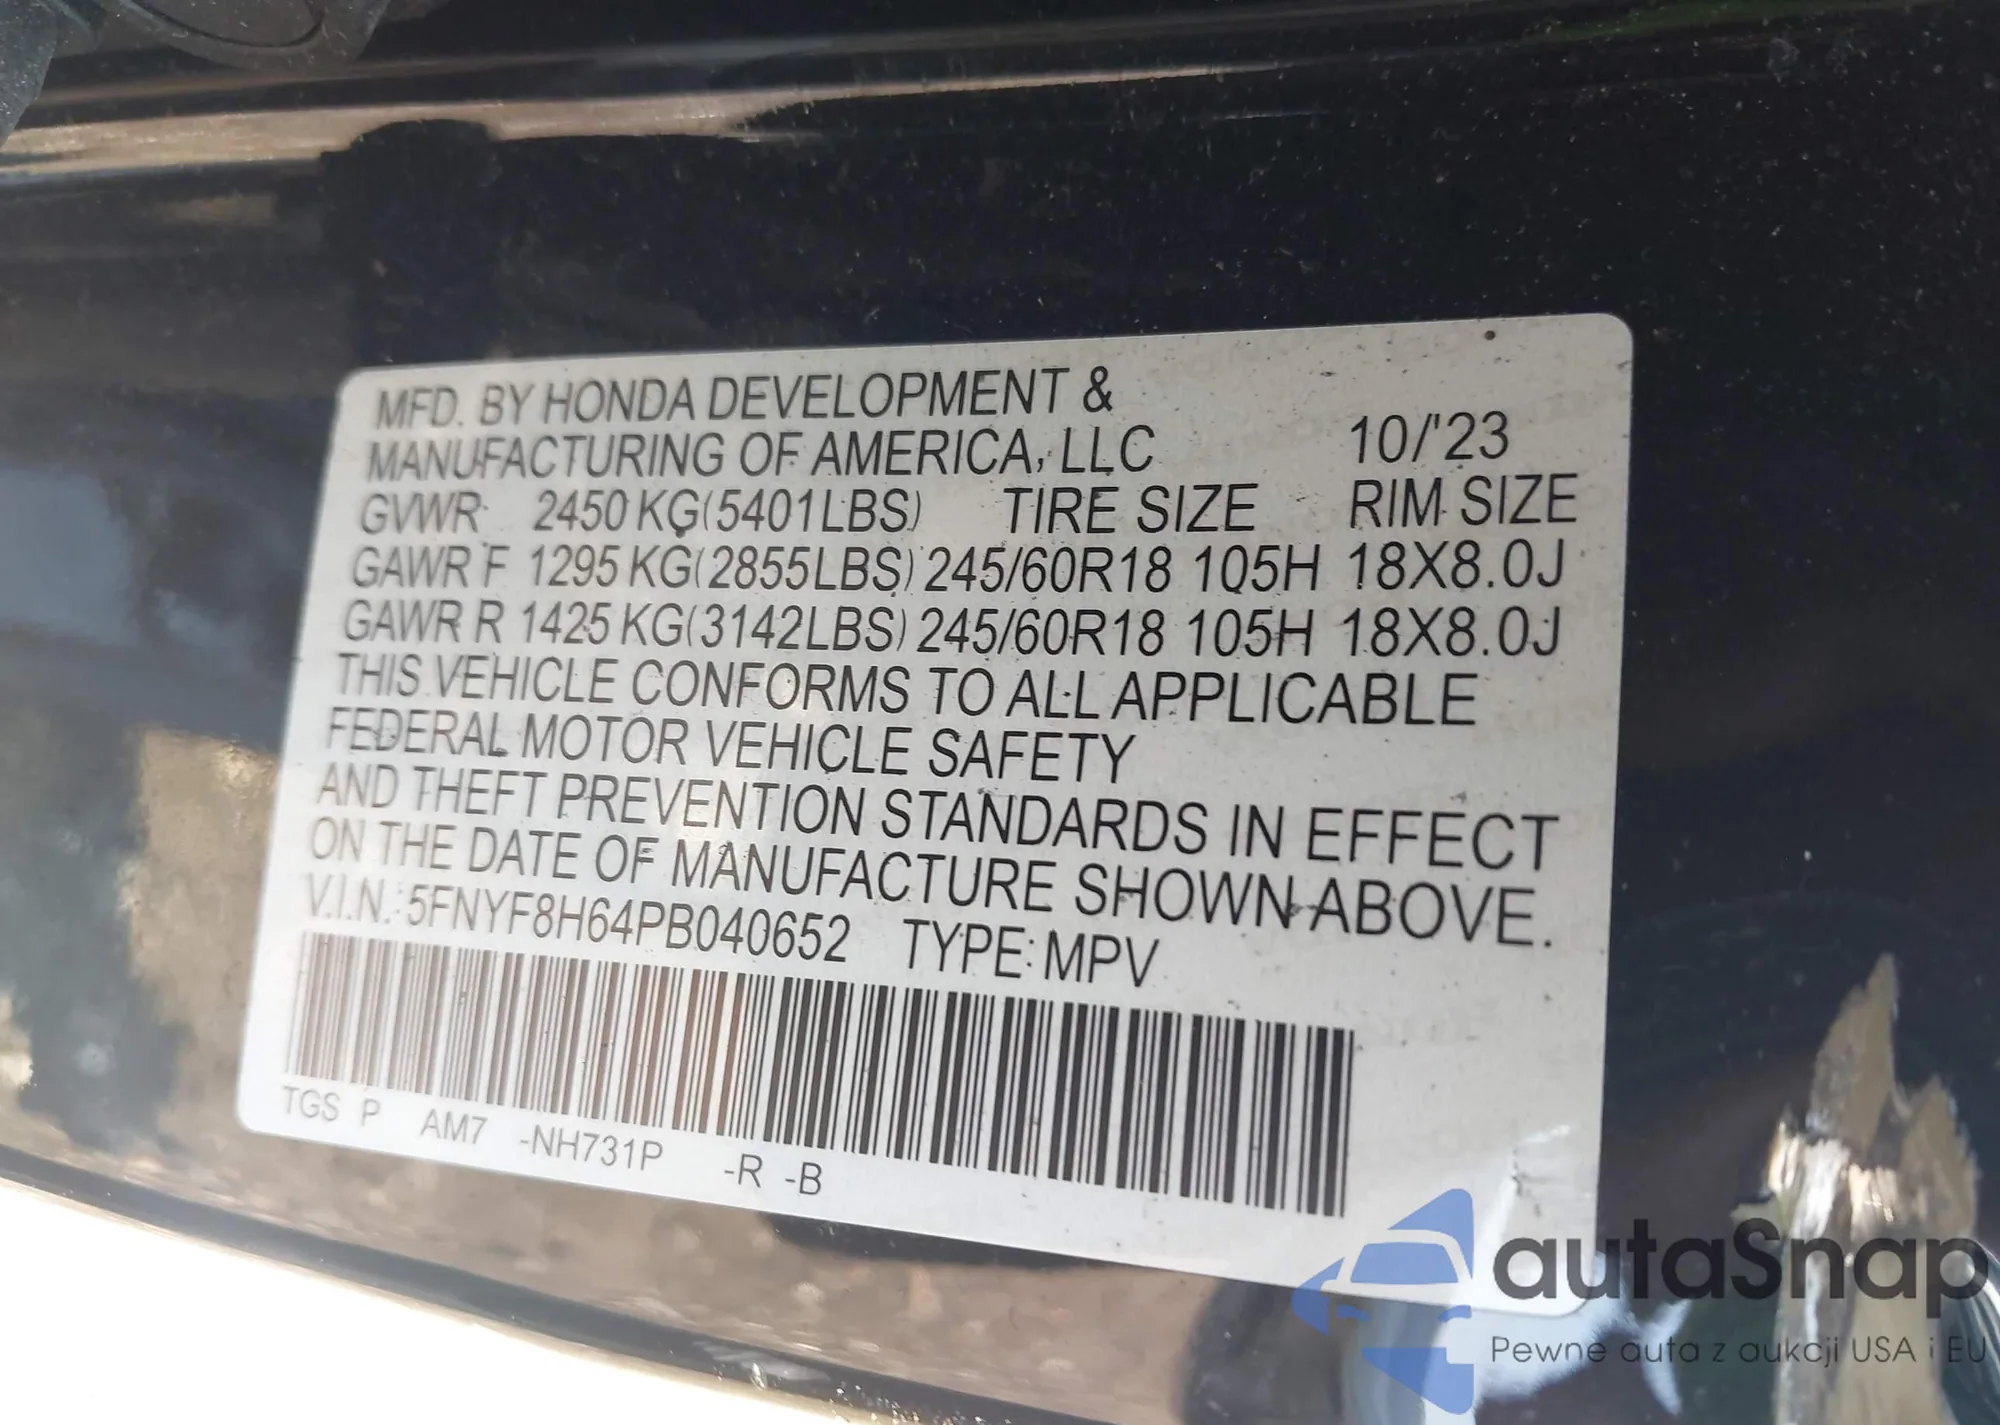 MFD. BY HONDA DEVELOPMENT &
MANUFACTURING OF AMERICA, LLC 10/'23
GVWR 2450 KG(5401LBS) TIRE SIZE RIM SIZE
GAWR F 1295 KG(2855LBS) 245/60R18 105H 18X8.0J
GAWR R 1425 KG(3142LBS) 245/60R18 105H 18X8.0J
THIS VEHICLE CONFORMS TO ALL APPLICABLE
FEDERAL MOTOR VEHICLE SAFETY
AND THEFT PREVENTION STANDARDS IN EFFECT
ON THE DATE OF MANUFACTURE SHOWN ABOVE.
V.I.N.: 5FNYF8H64PB040652 TYPE: MPV
TGS P AM7 -NH731P -R -B
autaSnap
Pewne auta z aukcji USA i EU